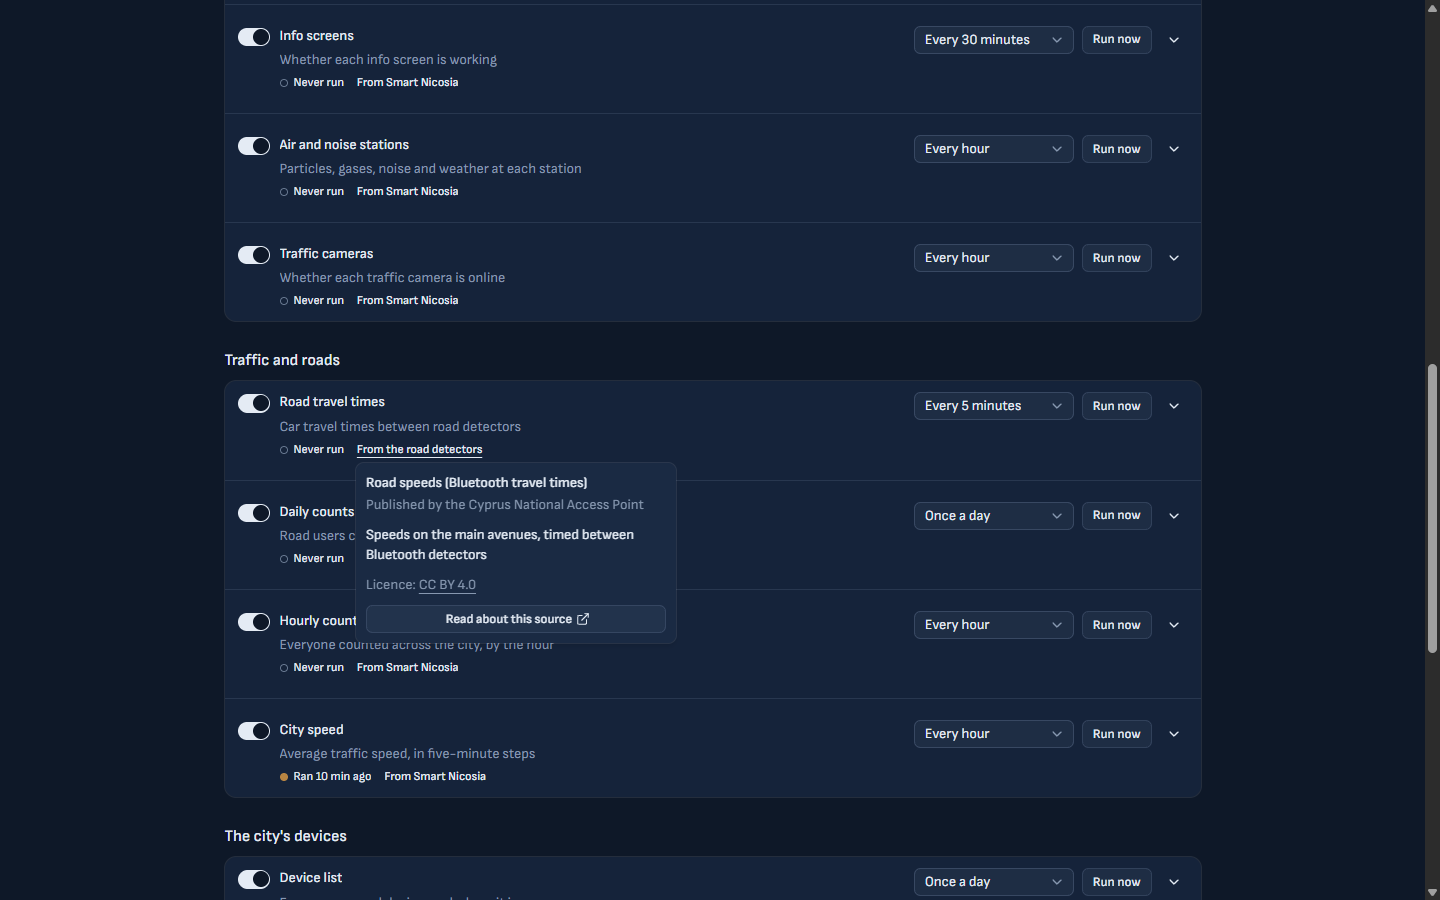 Info screens
Every 30 minutes
Run now
Whether each info screen is working
Never run From Smart Nicosia
Air and noise stations
Every hour
Run now
Particles, gases, noise and weather at each station
Never run From Smart Nicosia
Traffic cameras
Every hour
Run now
Whether each traffic camera is online
Never run From Smart Nicosia
Traffic and roads
Road travel times
Every 5 minutes
Run now
Car travel times between road detectors
Never run From the road detectors
Road speeds (Bluetooth travel times)
Published by the Cyprus National Access Point
Speeds on the main avenues, timed between
Bluetooth detectors
Licence: CC BY 4.0
Read about this source
Daily counts
Once a day
Run now
Road users
Never run
Hourly count
Every hour
Run now
Everyone counted across the city, by the hour
Never run From Smart Nicosia
City speed
Every hour
Run now
Average traffic speed, in five-minute steps
Ran 10 min ago From Smart Nicosia
The city's devices
Device list
Once a day
Run now